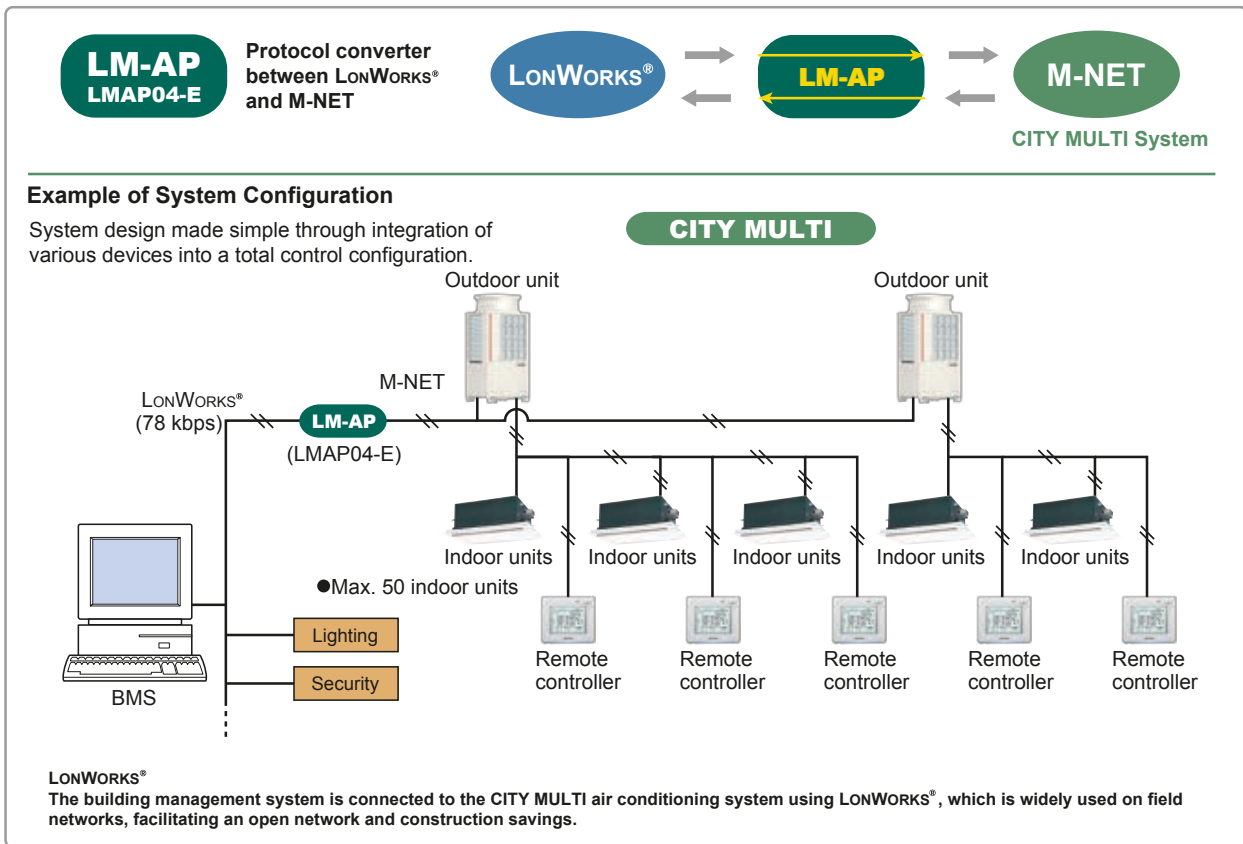 LM-AP
LMAP04-E
Protocol converter
between LONWORKS®
and M-NET
LONWORKS®
LM-AP
M-NET
CITY MULTI System
Example of System Configuration
System design made simple through integration of
various devices into a total control configuration.
CITY MULTI
Outdoor unit
Outdoor unit
M-NET
LONWORKS®
(78 kbps)
LM-AP
(LMAP04-E)
Indoor units
Indoor units
Indoor units
Indoor units
Indoor units
●Max. 50 indoor units
Lighting
Security
BMS
Remote
controller
Remote
controller
Remote
controller
Remote
controller
Remote
controller
LONWORKS®
The building management system is connected to the CITY MULTI air conditioning system using LONWORKS®, which is widely used on field
networks, facilitating an open network and construction savings.